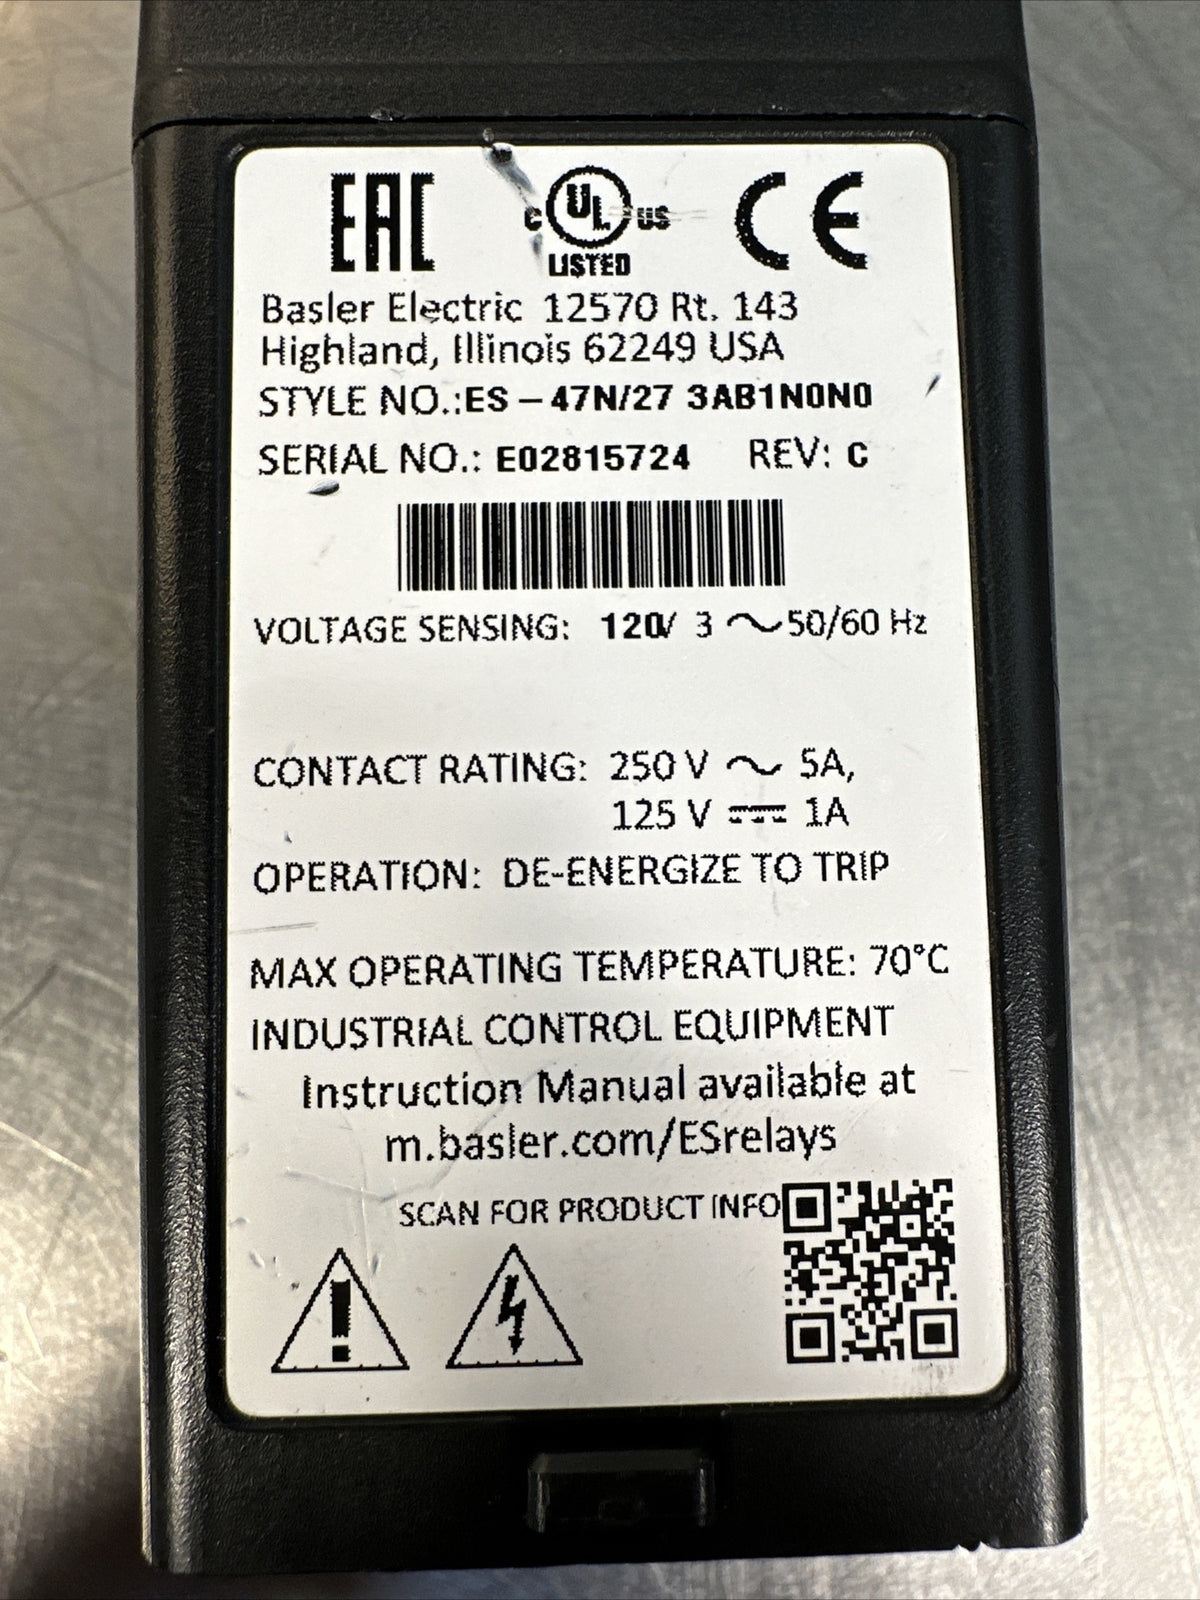 EAC c UL us CE
LISTED
Basler Electric 12570 Rt. 143
Highland, Illinois 62249 USA
STYLE NO.:ES – 47N/27 3AB1N0N0
SERIAL NO.: E02815724 REV: C
VOLTAGE SENSING: 120V 3 ~50/60 Hz
CONTACT RATING: 250 V ~ 5A,
125 V ⎓ 1A
OPERATION: DE-ENERGIZE TO TRIP
MAX OPERATING TEMPERATURE: 70°C
INDUSTRIAL CONTROL EQUIPMENT
Instruction Manual available at
m.basler.com/ESrelays
SCAN FOR PRODUCT INFO